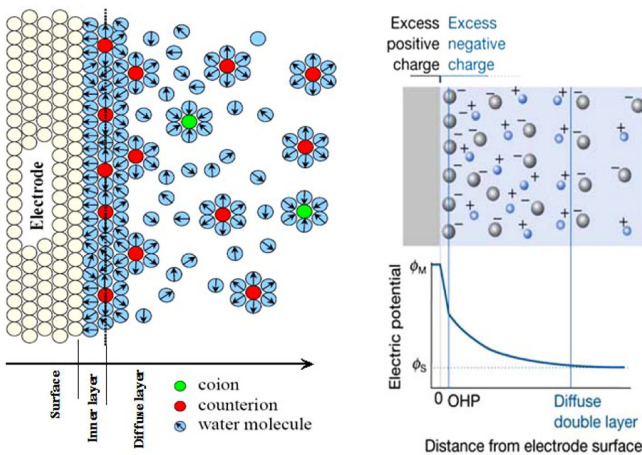 Electrode
Surface
Inner layer
Diffuse layer
coion
counterion
water molecule
Excess positive charge
Excess negative charge
Electric potential
ϕM
ϕS
0 OHP
Diffuse double layer
Distance from electrode surface